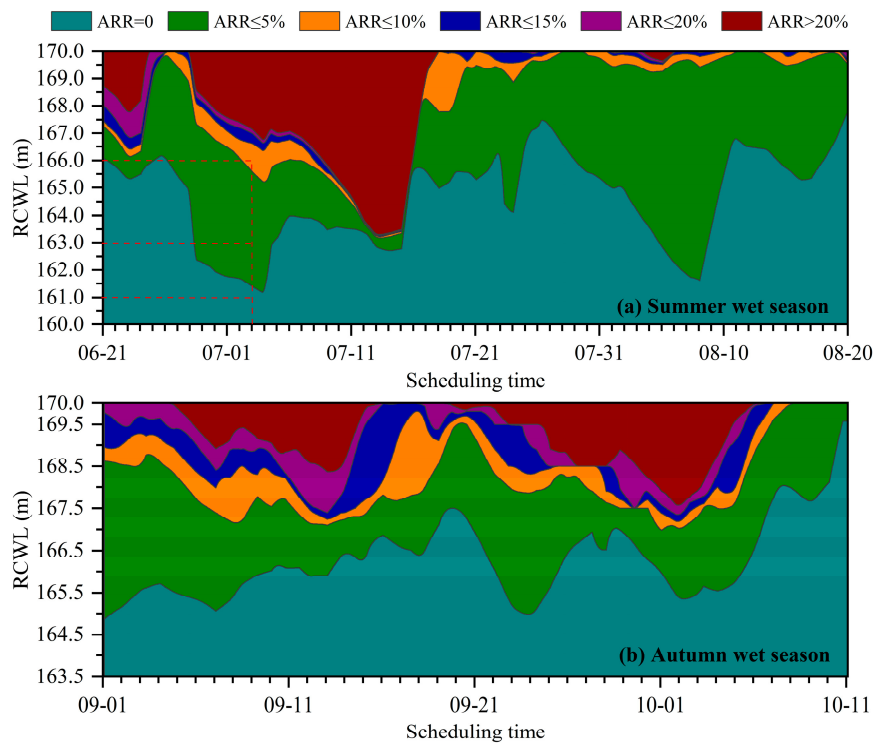 ARR=0 ARR≤5% ARR≤10% ARR≤15% ARR≤20% ARR>20%
170.0
169.0
168.0
167.0
166.0
165.0
164.0
163.0
162.0
161.0
160.0
RCWL (m)
(a) Summer wet season
06-21 07-01 07-11 07-21 07-31 08-10 08-20
Scheduling time
170.0
169.5
168.5
167.5
166.5
165.5
164.5
163.5
RCWL (m)
(b) Autumn wet season
09-01 09-11 09-21 10-01 10-11
Scheduling time